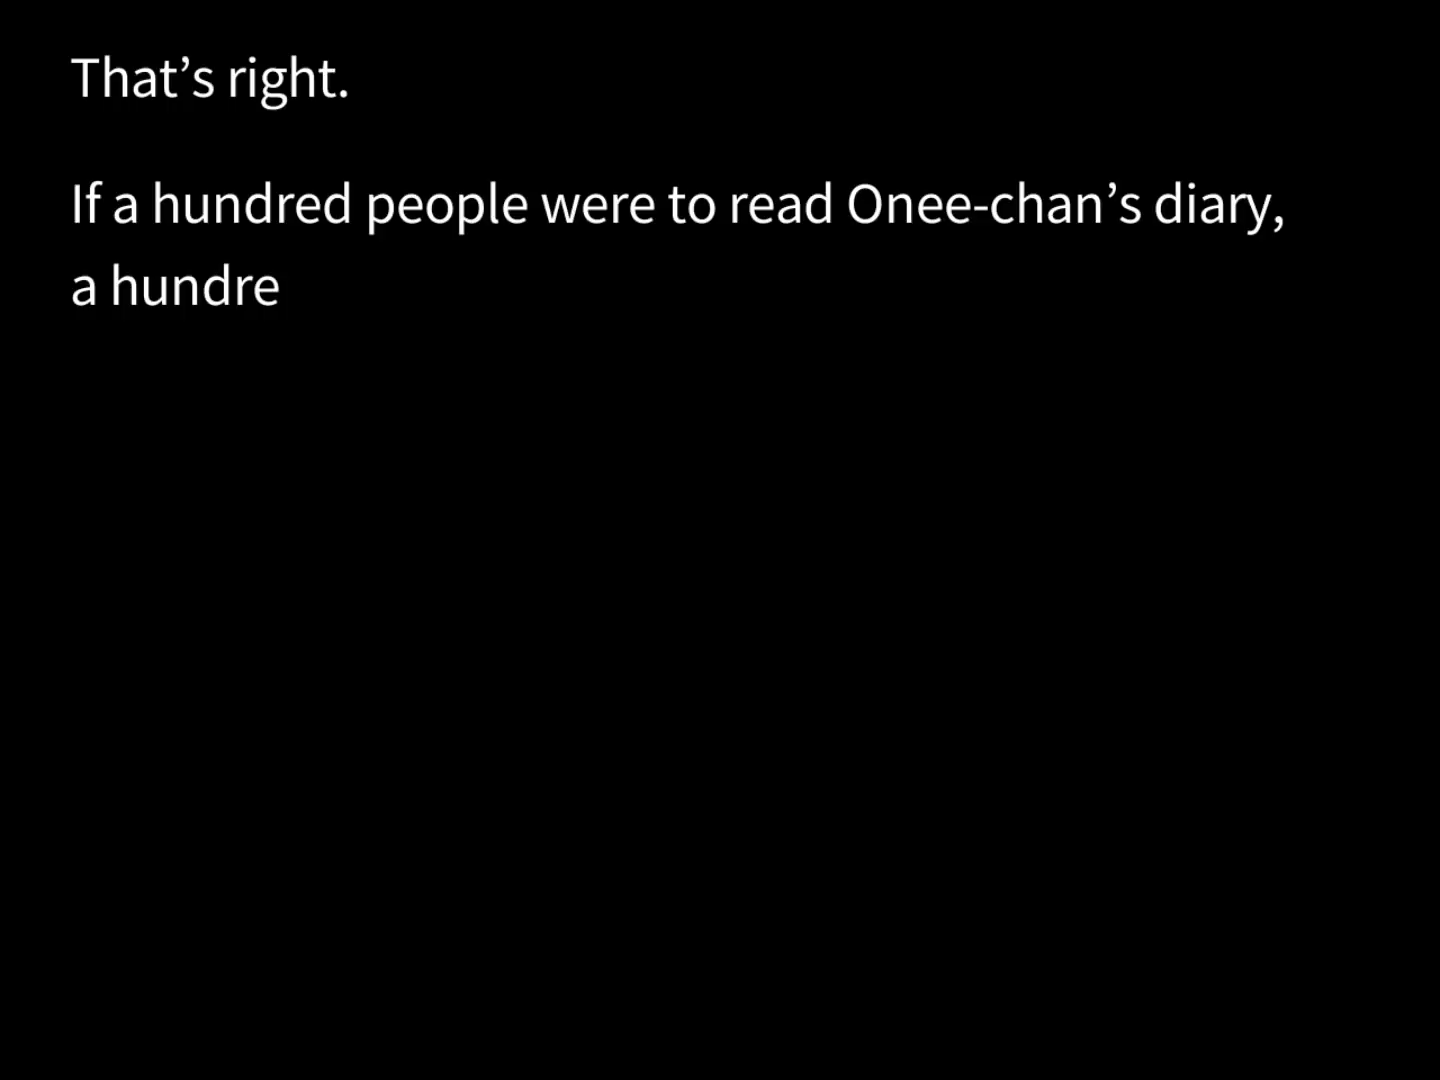 That’s right.
If a hundred people were to read Onee-chan’s diary,
a hundre